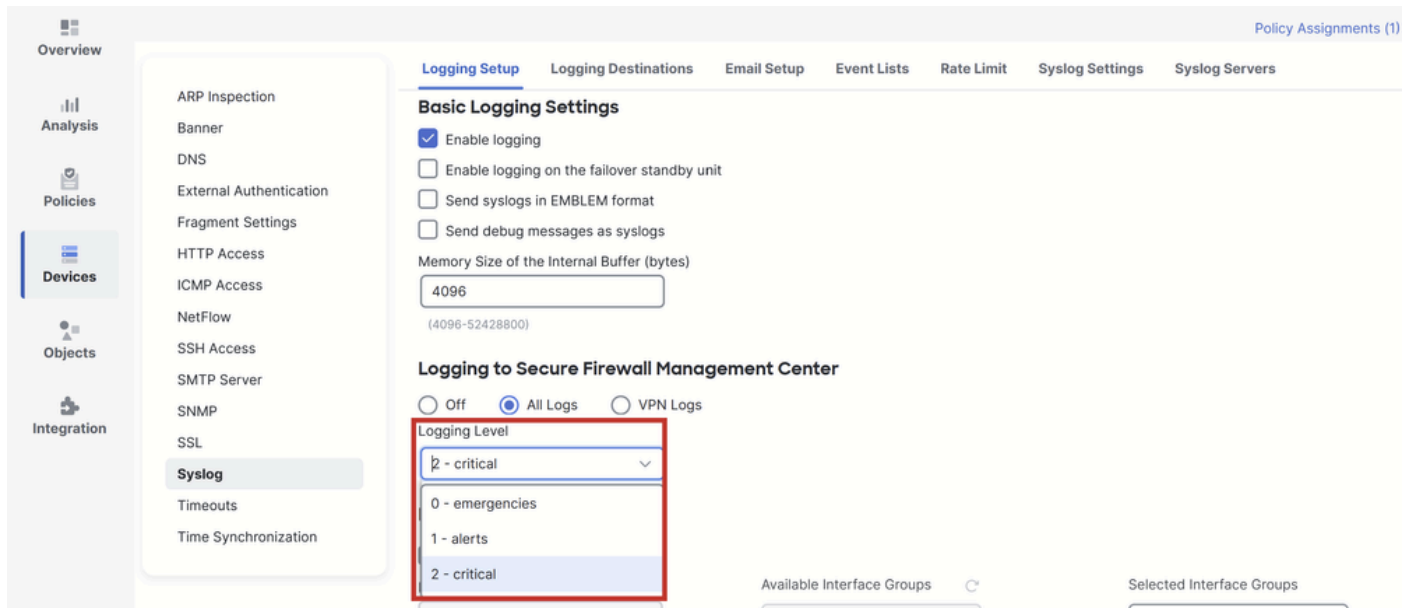 Policy Assignments (1)
Overview
Analysis
Policies
Devices
Objects
Integration
ARP Inspection
Banner
DNS
External Authentication
Fragment Settings
HTTP Access
ICMP Access
NetFlow
SSH Access
SMTP Server
SNMP
SSL
Syslog
Timeouts
Time Synchronization
Logging Setup Logging Destinations Email Setup Event Lists Rate Limit Syslog Settings Syslog Servers
Basic Logging Settings
Enable logging
Enable logging on the failover standby unit
Send syslogs in EMBLEM format
Send debug messages as syslogs
Memory Size of the Internal Buffer (bytes)
4096
(4096-52428800)
Logging to Secure Firewall Management Center
Off All Logs VPN Logs
Logging Level
2 - critical
0 - emergencies
1 - alerts
2 - critical
Available Interface Groups Selected Interface Groups